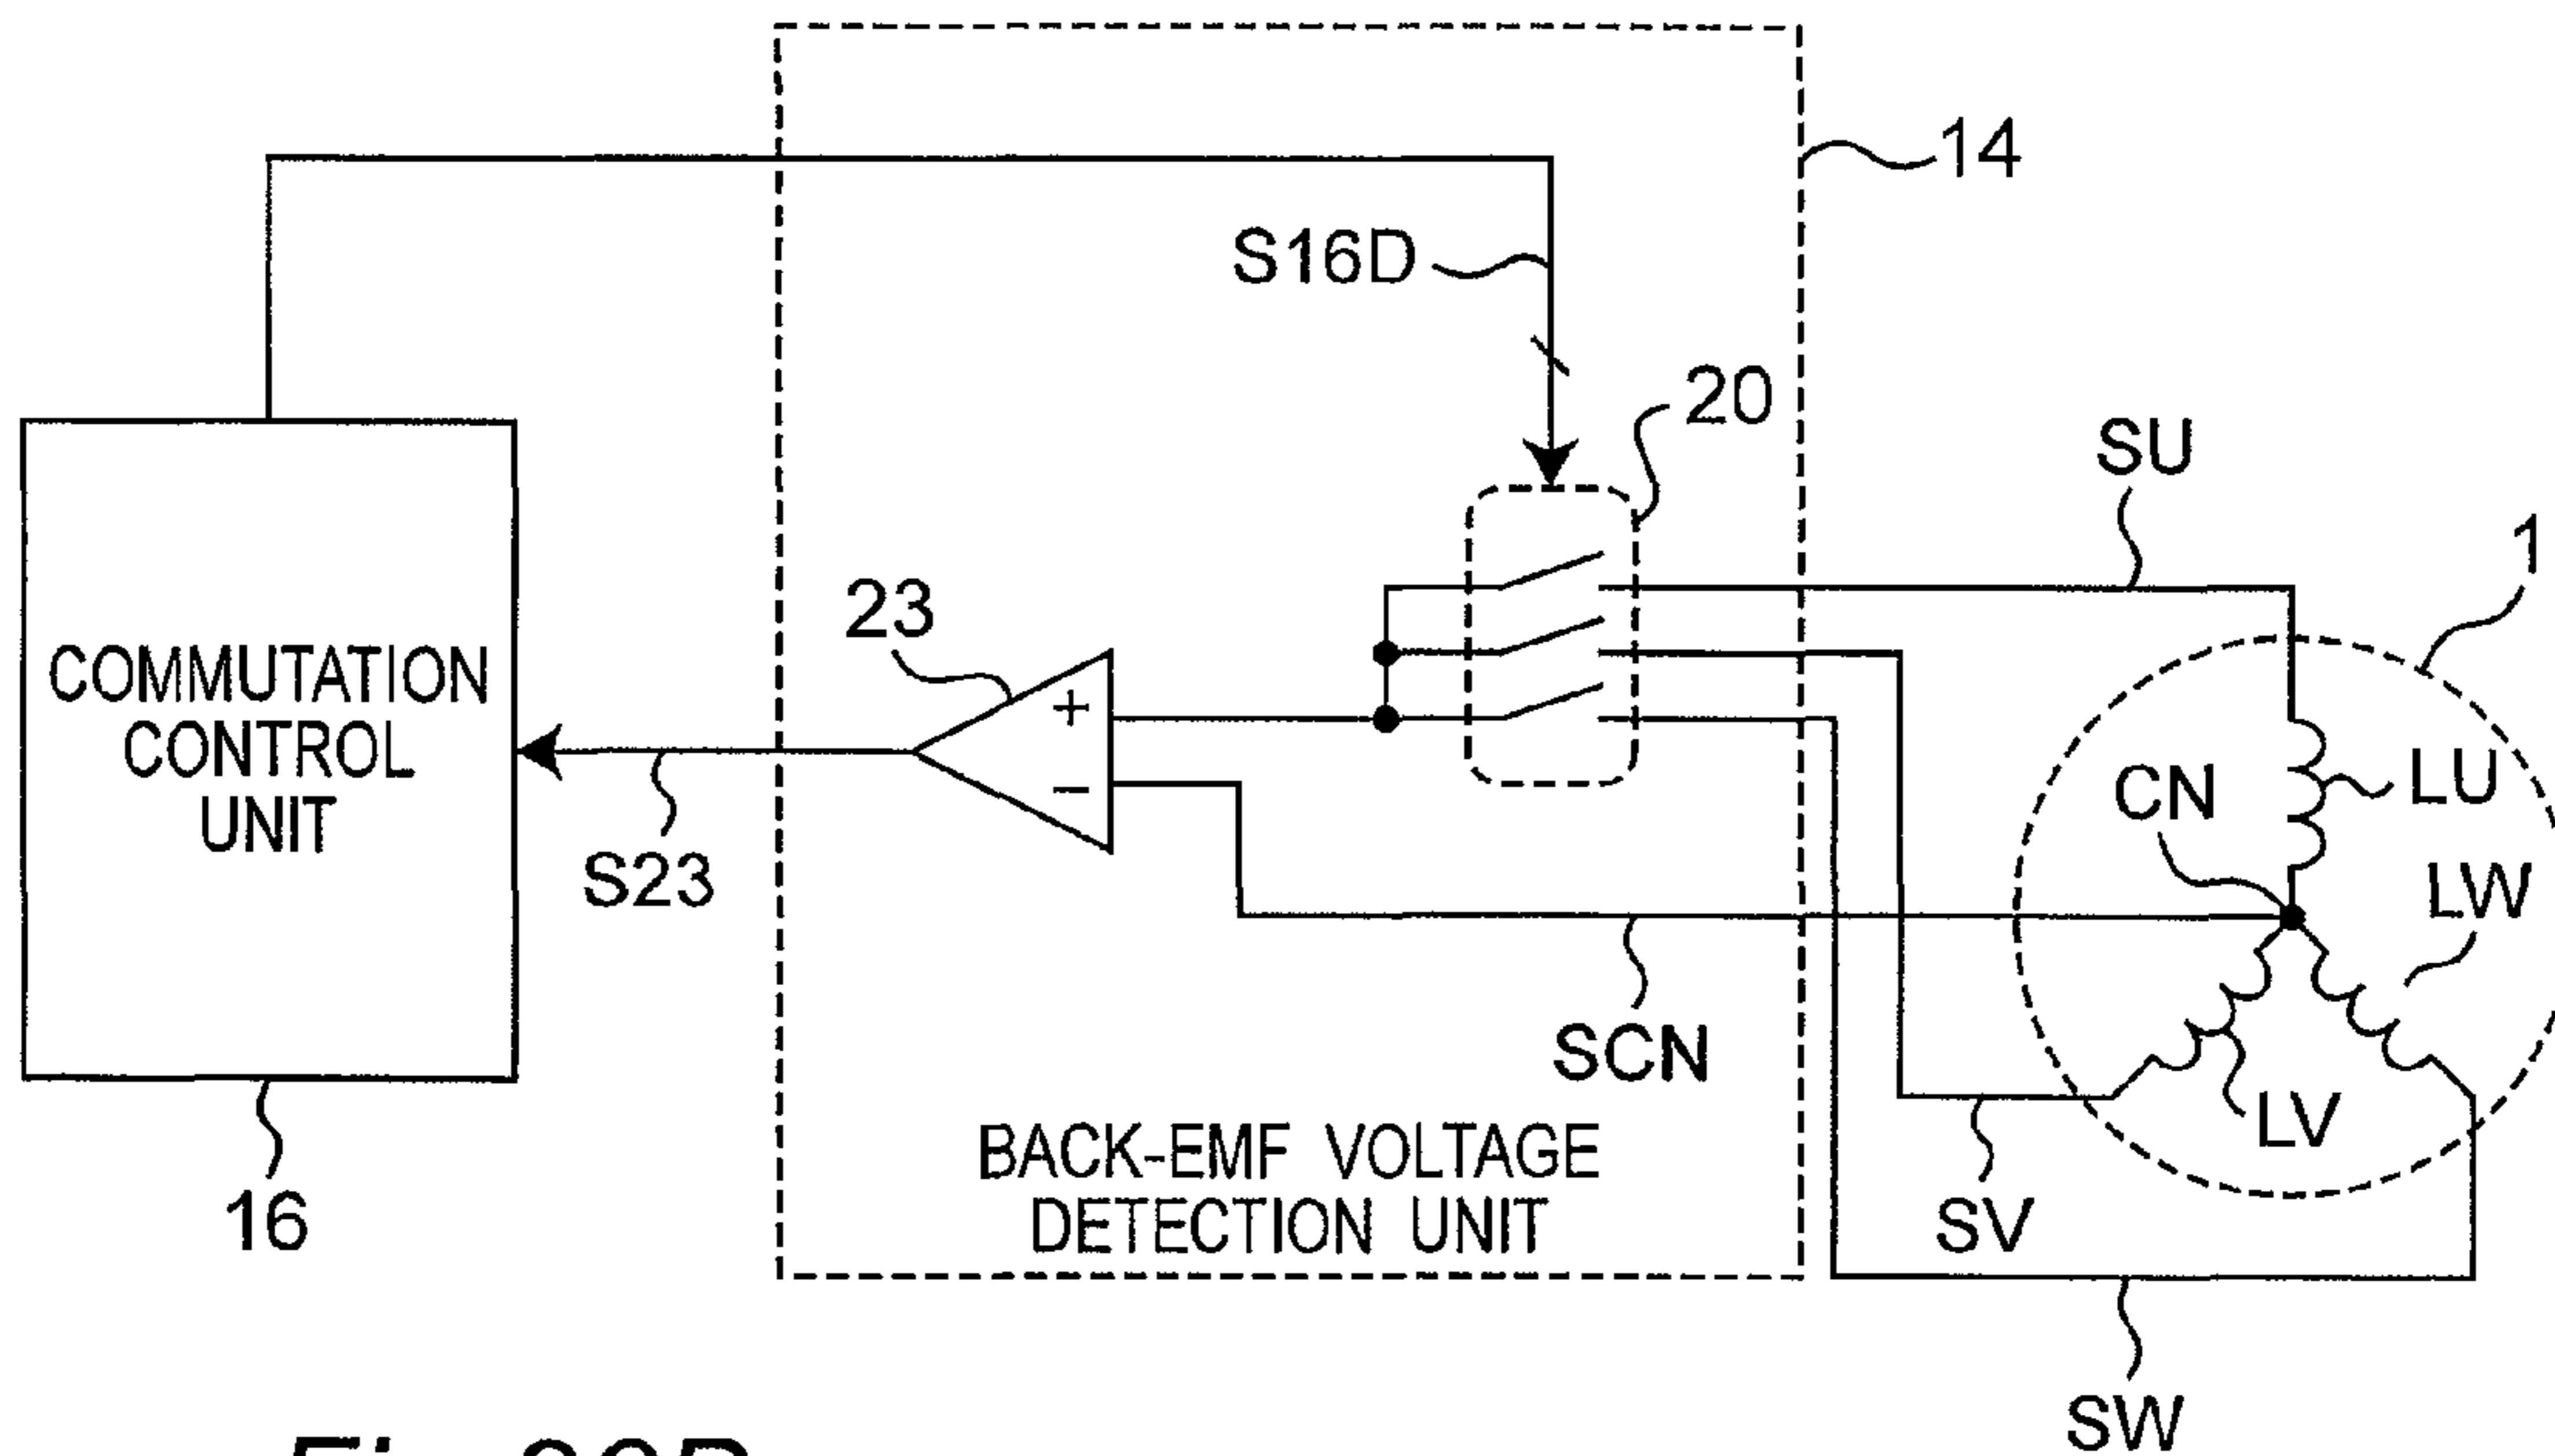 14
S16D
20
SU
1
23
COMMUTATION
CONTROL
UNIT
CN
LU
LW
S23
SCN
LV
BACK-EMF VOLTAGE
DETECTION UNIT
16
SV
SW